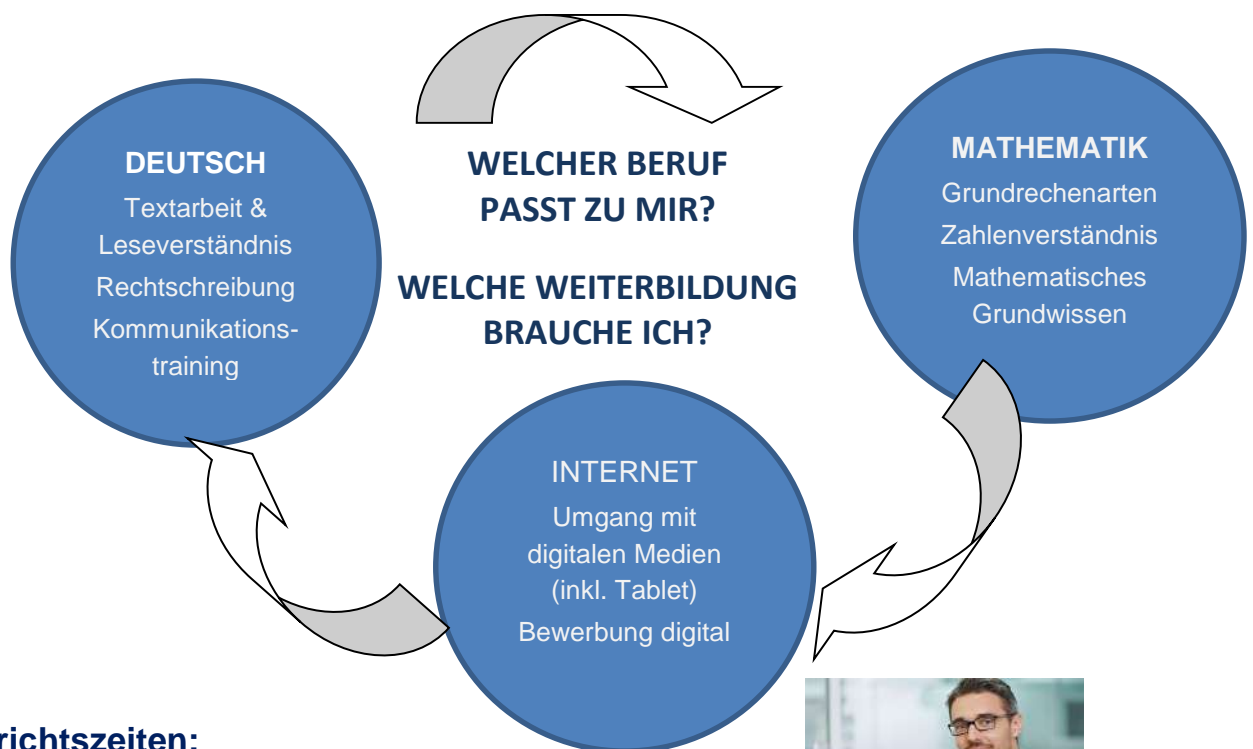 DEUTSCH
Textarbeit &
Leseverständnis
Rechtschreibung
Kommunikations-
training
WELCHER BERUF
PASST ZU MIR?
WELCHE WEITERBILDUNG
BRAUCHE ICH?
MATHEMATIK
Grundrechenarten
Zahlenverständnis
Mathematisches
Grundwissen
INTERNET
Umgang mit
digitalen Medien
(inkl. Tablet)
Bewerbung digital
richtszeiten: